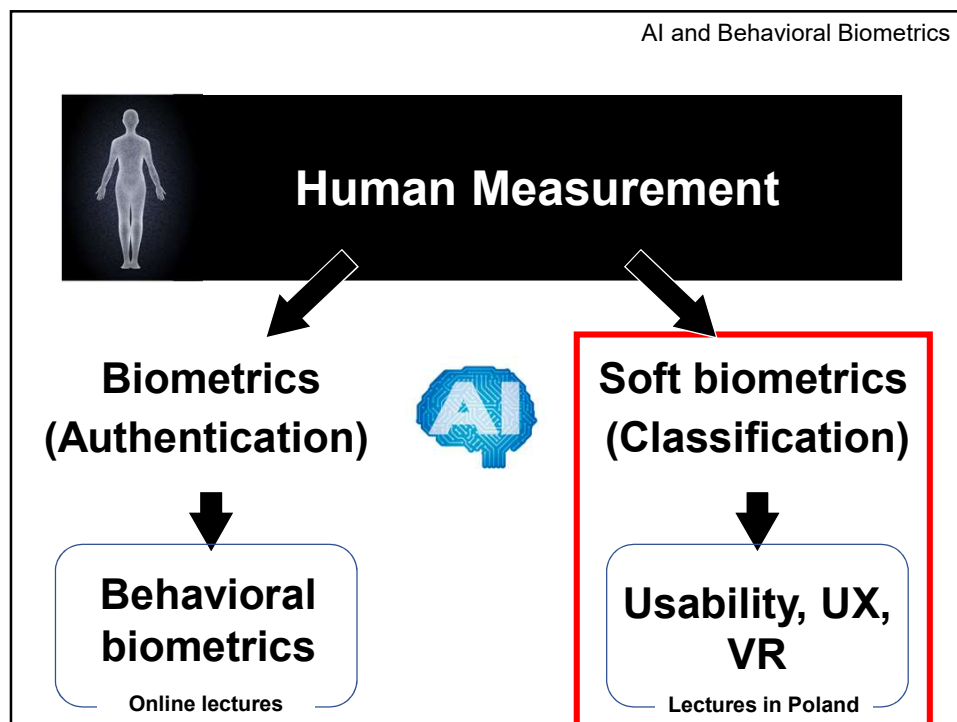 AI and Behavioral Biometrics
Human Measurement
Biometrics
(Authentication)
AI
Soft biometrics
(Classification)
Behavioral
biometrics
Online lectures
Usability, UX,
VR
Lectures in Poland